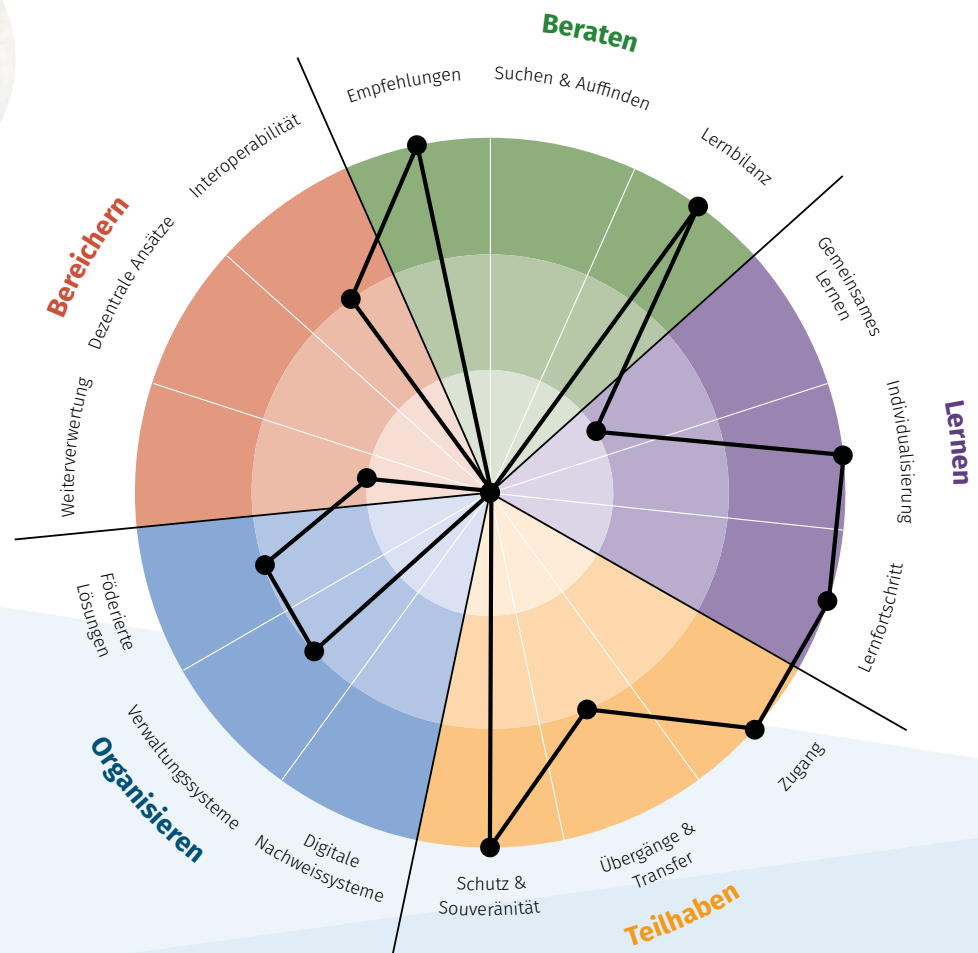 Beraten
Empfehlungen
Suchen & Auffinden
Lernbilanz
Lernen
Gemeinsames
Lernen
Individualisierung
Lernfortschritt
Teilhaben
Zugang
Übergänge &
Transfer
Schutz &
Souveränität
Organisieren
Digitale
Nachweissysteme
Verwaltungssysteme
Föderierte
Lösungen
Bereichern
Weiterverwertung
Dezentrale Ansätze
Interoperabilität